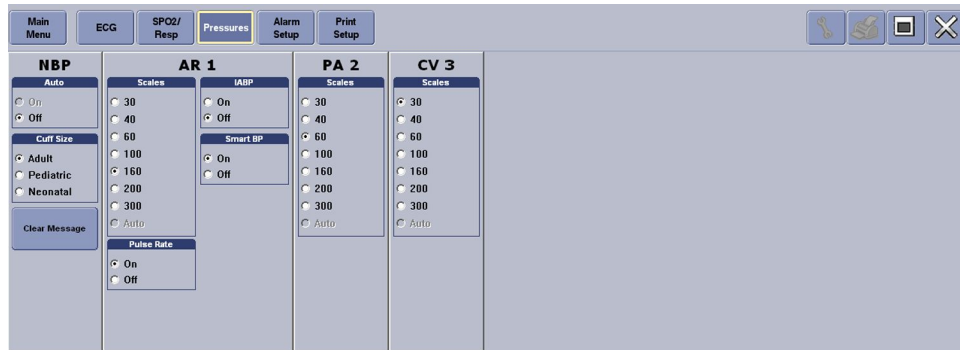 Main Menu
ECG
SPO2/ Resp
Pressures
Alarm Setup
Print Setup
NBP
Auto
On
Off
Cuff Size
Adult
Pediatric
Neonatal
Clear Message
AR 1
Scales
30
40
60
100
160
200
300
Auto
Pulse Rate
On
Off
IABP
On
Off
Smart BP
On
Off
PA 2
Scales
30
40
60
100
160
200
300
Auto
CV 3
Scales
30
40
60
100
160
200
300
Auto